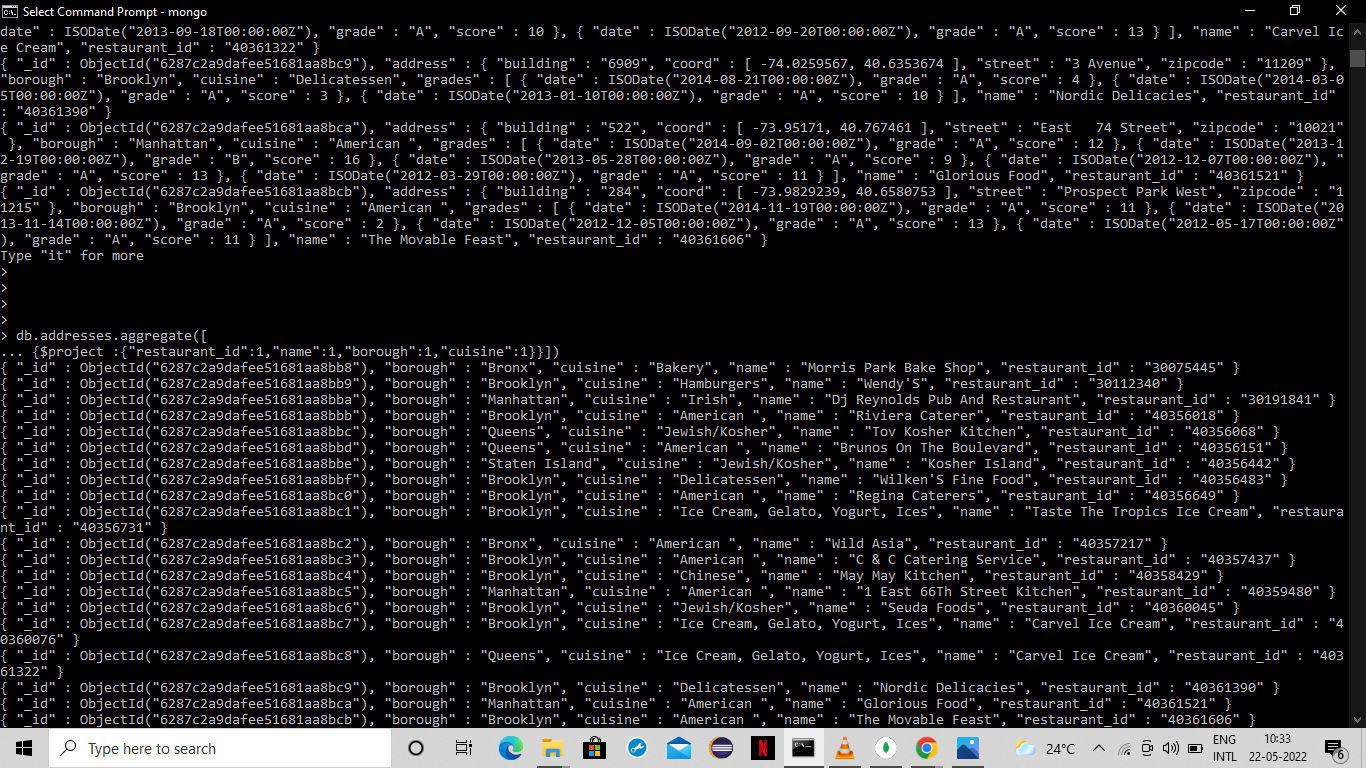 Select Command Prompt - mongo
date" : ISODate("2013-09-18T00:00:00Z"), "grade" : "A", "score" : 10 }, { "date" : ISODate("2012-09-20T00:00:00Z"), "grade" : "A", "score" : 13 } ], "name" : "Carvel Ic
e Cream", "restaurant_id" : "40361322" }
{ "_id" : ObjectId("6287c2a9dafee51681aa8bc9"), "address" : { "building" : "6909", "coord" : [ -74.0259567, 40.6353674 ], "street" : "3 Avenue", "zipcode" : "11209" },
"borough" : "Brooklyn", "cuisine" : "Delicatessen", "grades" : [ { "date" : ISODate("2014-08-21T00:00:00Z"), "grade" : "A", "score" : 4 }, { "date" : ISODate("2014-03-0
5T00:00:00Z"), "grade" : "A", "score" : 3 }, { "date" : ISODate("2013-01-10T00:00:00Z"), "grade" : "A", "score" : 10 } ], "name" : "Nordic Delicacies", "restaurant_id"
: "40361390" }
{ "_id" : ObjectId("6287c2a9dafee51681aa8bca"), "address" : { "building" : "522", "coord" : [ -73.95171, 40.767461 ], "street" : "East   74 Street", "zipcode" : "10021"
 }, "borough" : "Manhattan", "cuisine" : "American ", "grades" : [ { "date" : ISODate("2014-09-02T00:00:00Z"), "grade" : "A", "score" : 12 }, { "date" : ISODate("2013-1
2-19T00:00:00Z"), "grade" : "B", "score" : 16 }, { "date" : ISODate("2013-05-28T00:00:00Z"), "grade" : "A", "score" : 9 }, { "date" : ISODate("2012-12-07T00:00:00Z"), "
grade" : "A", "score" : 13 }, { "date" : ISODate("2012-03-29T00:00:00Z"), "grade" : "A", "score" : 11 } ], "name" : "Glorious Food", "restaurant_id" : "40361521" }
{ "_id" : ObjectId("6287c2a9dafee51681aa8bcb"), "address" : { "building" : "284", "coord" : [ -73.9829239, 40.6580753 ], "street" : "Prospect Park West", "zipcode" : "1
1215" }, "borough" : "Brooklyn", "cuisine" : "American ", "grades" : [ { "date" : ISODate("2014-11-19T00:00:00Z"), "grade" : "A", "score" : 11 }, { "date" : ISODate("20
13-11-14T00:00:00Z"), "grade" : "A", "score" : 2 }, { "date" : ISODate("2012-12-05T00:00:00Z"), "grade" : "A", "score" : 13 }, { "date" : ISODate("2012-05-17T00:00:00Z"
), "grade" : "A", "score" : 11 } ], "name" : "The Movable Feast", "restaurant_id" : "40361606" }
Type "it" for more
>
>
>
>
> db.addresses.aggregate([
... {$project :{"restaurant_id":1,"name":1,"borough":1,"cuisine":1}}])
{ "_id" : ObjectId("6287c2a9dafee51681aa8bb8"), "borough" : "Bronx", "cuisine" : "Bakery", "name" : "Morris Park Bake Shop", "restaurant_id" : "30075445" }
{ "_id" : ObjectId("6287c2a9dafee51681aa8bb9"), "borough" : "Brooklyn", "cuisine" : "Hamburgers", "name" : "Wendy'S", "restaurant_id" : "30112340" }
{ "_id" : ObjectId("6287c2a9dafee51681aa8bba"), "borough" : "Manhattan", "cuisine" : "Irish", "name" : "Dj Reynolds Pub And Restaurant", "restaurant_id" : "30191841" }
{ "_id" : ObjectId("6287c2a9dafee51681aa8bbb"), "borough" : "Brooklyn", "cuisine" : "American ", "name" : "Riviera Caterer", "restaurant_id" : "40356018" }
{ "_id" : ObjectId("6287c2a9dafee51681aa8bbc"), "borough" : "Queens", "cuisine" : "Jewish/Kosher", "name" : "Tov Kosher Kitchen", "restaurant_id" : "40356068" }
{ "_id" : ObjectId("6287c2a9dafee51681aa8bbd"), "borough" : "Queens", "cuisine" : "American ", "name" : "Brunos On The Boulevard", "restaurant_id" : "40356151" }
{ "_id" : ObjectId("6287c2a9dafee51681aa8bbe"), "borough" : "Staten Island", "cuisine" : "Jewish/Kosher", "name" : "Kosher Island", "restaurant_id" : "40356442" }
{ "_id" : ObjectId("6287c2a9dafee51681aa8bbf"), "borough" : "Brooklyn", "cuisine" : "Delicatessen", "name" : "Wilken'S Fine Food", "restaurant_id" : "40356483" }
{ "_id" : ObjectId("6287c2a9dafee51681aa8bc0"), "borough" : "Brooklyn", "cuisine" : "American ", "name" : "Regina Caterers", "restaurant_id" : "40356649" }
{ "_id" : ObjectId("6287c2a9dafee51681aa8bc1"), "borough" : "Brooklyn", "cuisine" : "Ice Cream, Gelato, Yogurt, Ices", "name" : "Taste The Tropics Ice Cream", "restaura
nt_id" : "40356731" }
{ "_id" : ObjectId("6287c2a9dafee51681aa8bc2"), "borough" : "Bronx", "cuisine" : "American ", "name" : "Wild Asia", "restaurant_id" : "40357217" }
{ "_id" : ObjectId("6287c2a9dafee51681aa8bc3"), "borough" : "Brooklyn", "cuisine" : "American ", "name" : "C & C Catering Service", "restaurant_id" : "40357437" }
{ "_id" : ObjectId("6287c2a9dafee51681aa8bc4"), "borough" : "Brooklyn", "cuisine" : "Chinese", "name" : "May May Kitchen", "restaurant_id" : "40358429" }
{ "_id" : ObjectId("6287c2a9dafee51681aa8bc5"), "borough" : "Manhattan", "cuisine" : "American ", "name" : "1 East 66Th Street Kitchen", "restaurant_id" : "40359480" }
{ "_id" : ObjectId("6287c2a9dafee51681aa8bc6"), "borough" : "Brooklyn", "cuisine" : "Jewish/Kosher", "name" : "Seuda Foods", "restaurant_id" : "40360045" }
{ "_id" : ObjectId("6287c2a9dafee51681aa8bc7"), "borough" : "Brooklyn", "cuisine" : "Ice Cream, Gelato, Yogurt, Ices", "name" : "Carvel Ice Cream", "restaurant_id" : "4
0360076" }
{ "_id" : ObjectId("6287c2a9dafee51681aa8bc8"), "borough" : "Queens", "cuisine" : "Ice Cream, Gelato, Yogurt, Ices", "name" : "Carvel Ice Cream", "restaurant_id" : "403
61322" }
{ "_id" : ObjectId("6287c2a9dafee51681aa8bc9"), "borough" : "Brooklyn", "cuisine" : "Delicatessen", "name" : "Nordic Delicacies", "restaurant_id" : "40361390" }
{ "_id" : ObjectId("6287c2a9dafee51681aa8bca"), "borough" : "Manhattan", "cuisine" : "American ", "name" : "Glorious Food", "restaurant_id" : "40361521" }
{ "_id" : ObjectId("6287c2a9dafee51681aa8bcb"), "borough" : "Brooklyn", "cuisine" : "American ", "name" : "The Movable Feast", "restaurant_id" : "40361606" }
Type here to search
24°C
ENG
INTL
10:33
22-05-2022
6